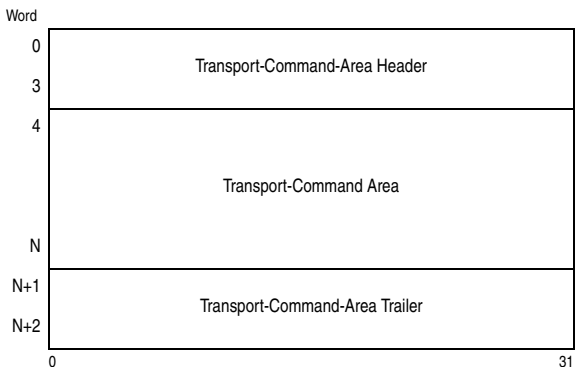 Word
0
Transport-Command-Area Header
3
4
Transport-Command Area
N
N+1
Transport-Command-Area Trailer
N+2
0 31